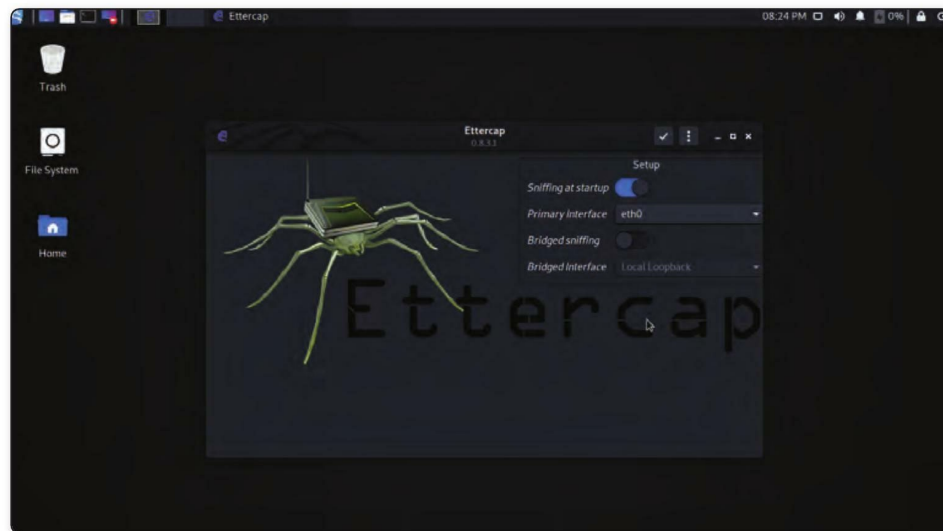 Ettercap
08:24 PM
0%
Trash
File System
Home
Ettercap
0.8.3.1
Setup
Sniffing at startup
Primary Interface eth0
Bridged sniffing
Bridged Interface Local Loopback
Ettercap